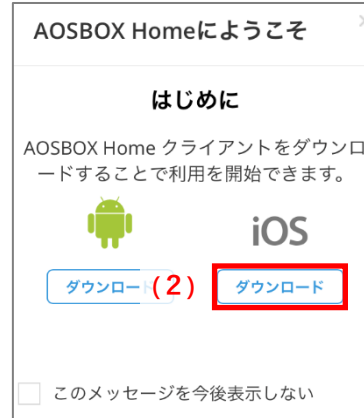 AOSBOX Homeにようこそ
はじめに
AOSBOX Home クライアントをダウンロ
ードすることで利用を開始できます。
iOS
ダウンロー (2) ダウンロード
このメッセージを今後表示しない